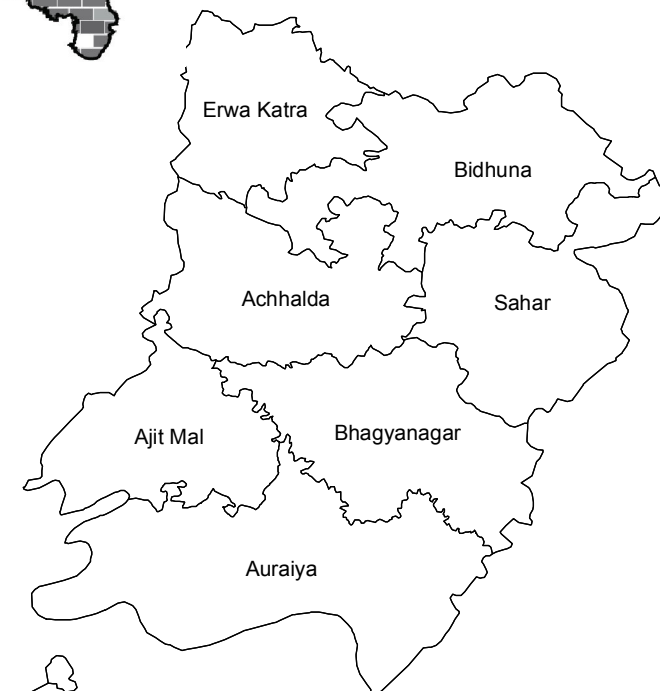 Erwa Katra
Bidhuna
Achhalda
Sahar
Ajit Mal
Bhagyanagar
Auraiya